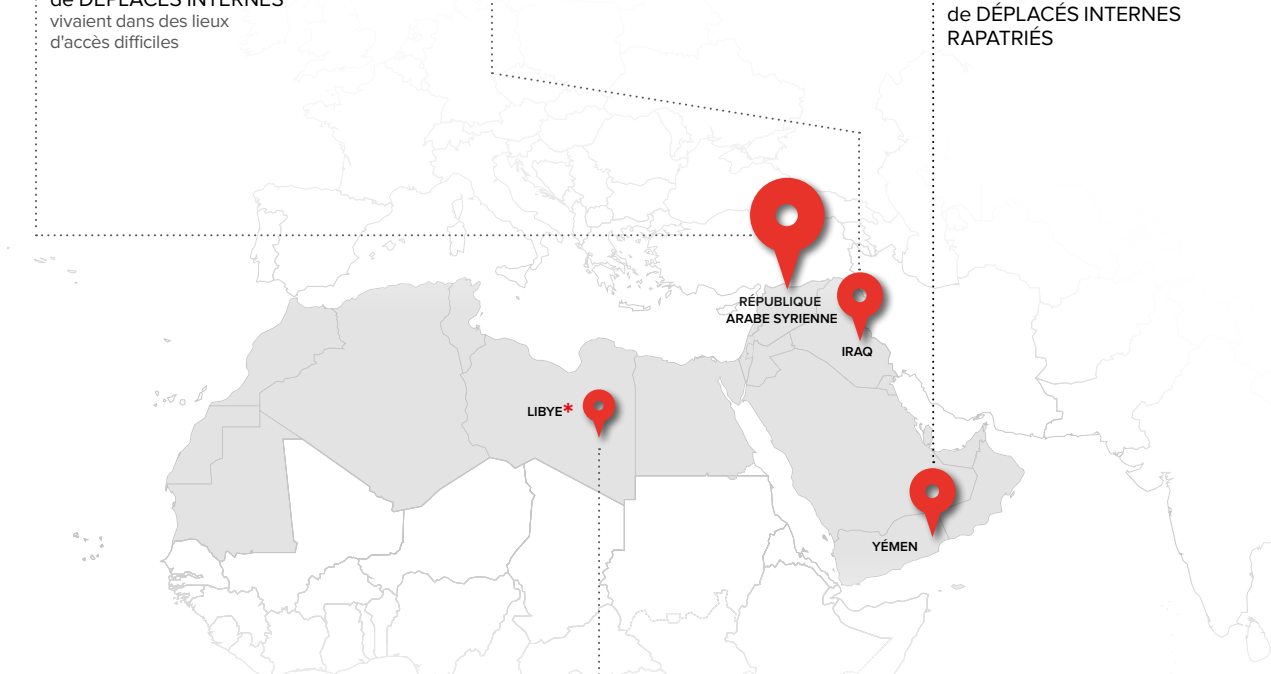 de DÉPLACÉS INTERNES
vivaient dans des lieux
d'accès difficiles
de DÉPLACÉS INTERNES
RAPATRIÉS
RÉPUBLIQUE
ARABE SYRIENNE
IRAQ
LIBYE*
YÉMEN